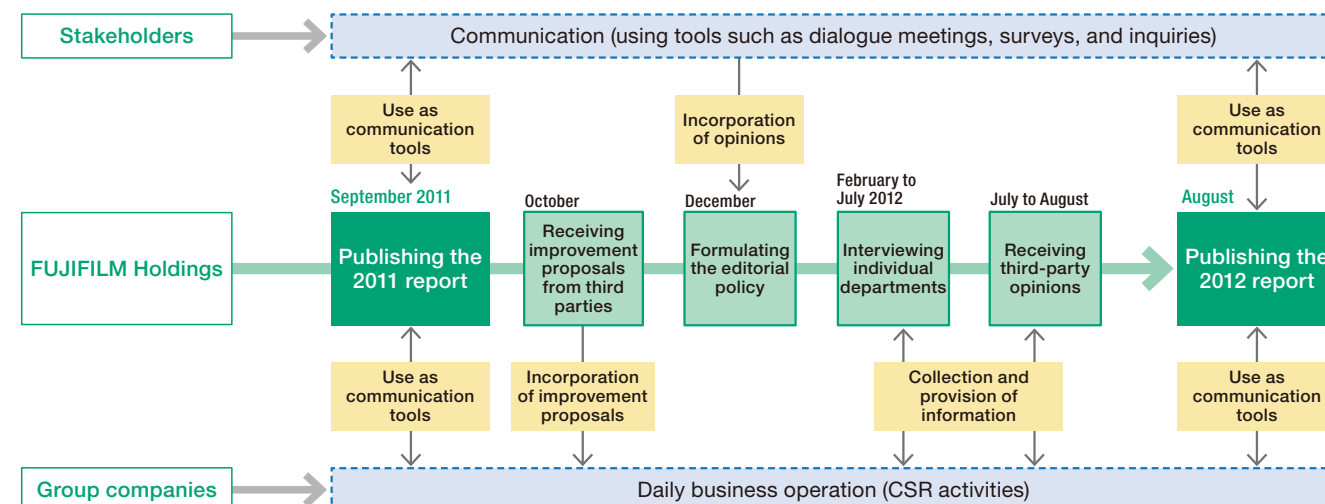 Stakeholders
Communication (using tools such as dialogue meetings, surveys, and inquiries)
Use as
communication
tools
Incorporation
of opinions
Use as
communication
tools
FUJIFILM Holdings
September 2011
Publishing the
2011 report
October
Receiving
improvement
proposals
from third
parties
December
Formulating
the editorial
policy
February to
July 2012
Interviewing
individual
departments
July to August
Receiving
third-party
opinions
August
Publishing the
2012 report
Use as
communication
tools
Incorporation
of improvement
proposals
Collection and
provision of
information
Use as
communication
tools
Group companies
Daily business operation (CSR activities)